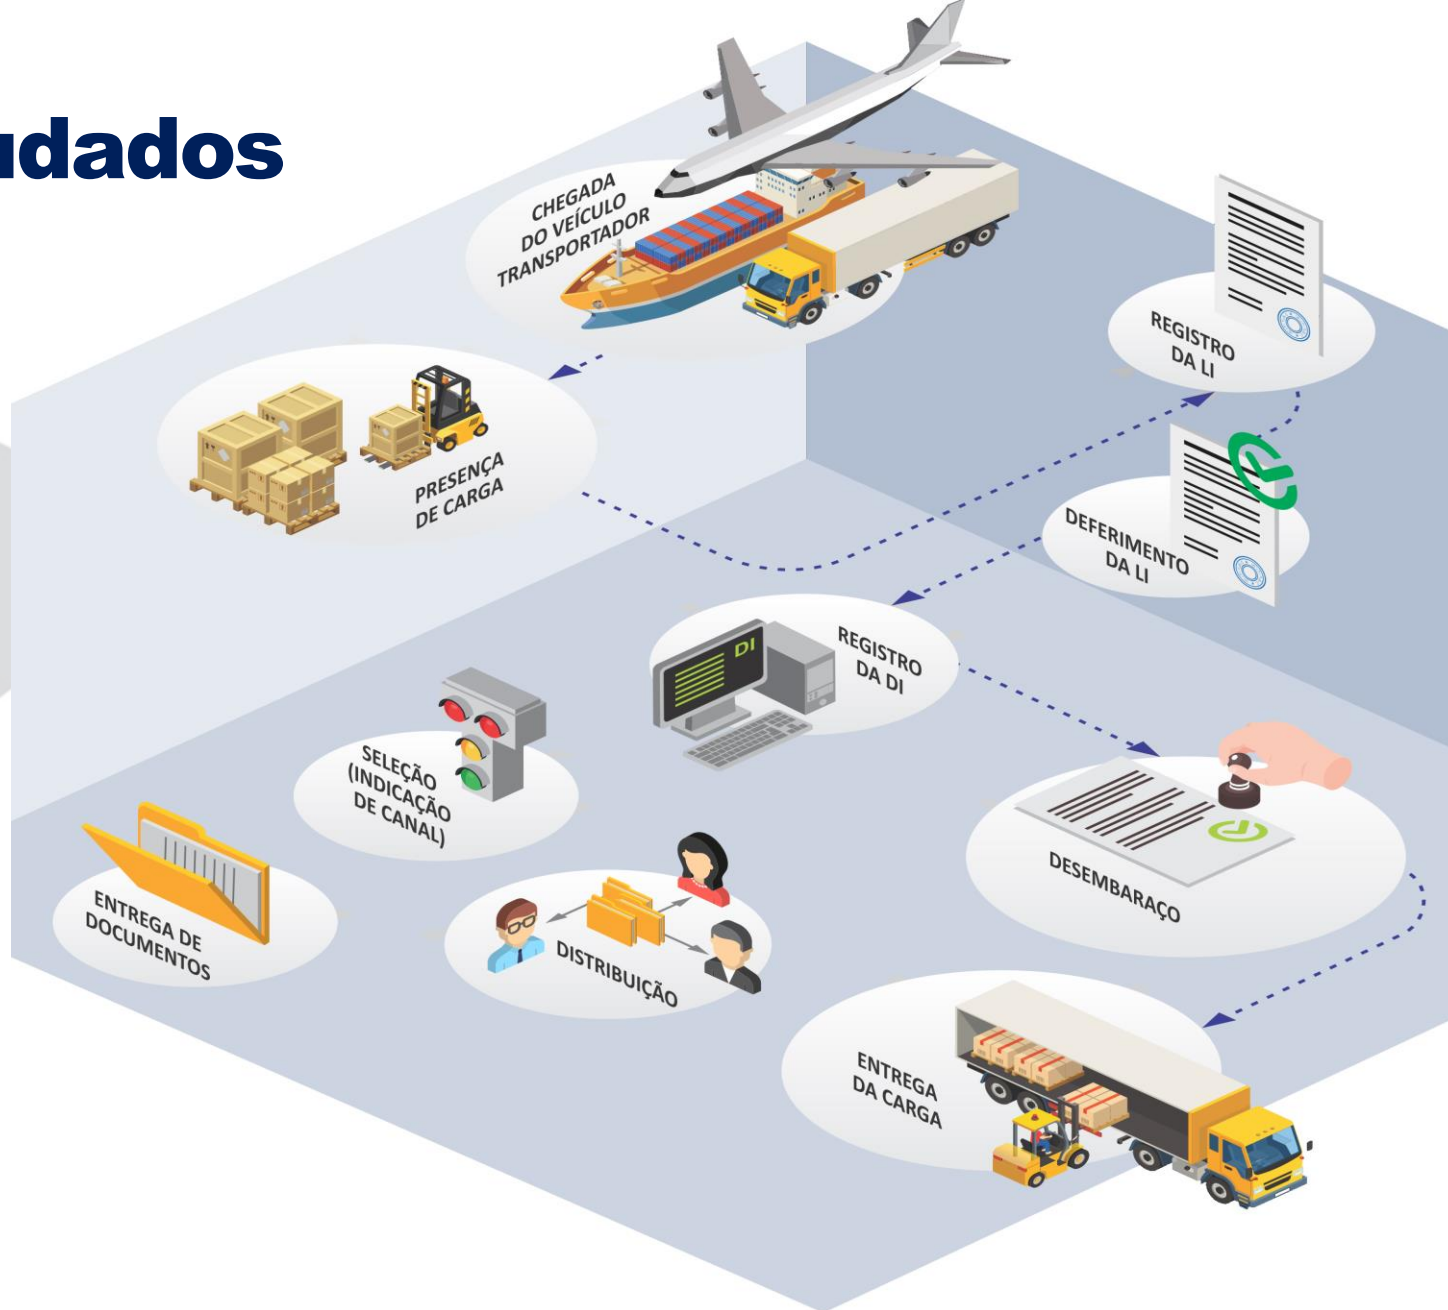 udados
CHEGADA
DO VEÍCULO
TRANSPORTADOR
REGISTRO
DA LI
PRESENÇA
DE CARGA
DEFERIMENTO
DA LI
REGISTRO
DA DI
DI
SELEÇÃO
(INDICAÇÃO
DE CANAL)
DESEMBARAÇO
ENTREGA DE
DOCUMENTOS
DISTRIBUIÇÃO
ENTREGA
DA CARGA